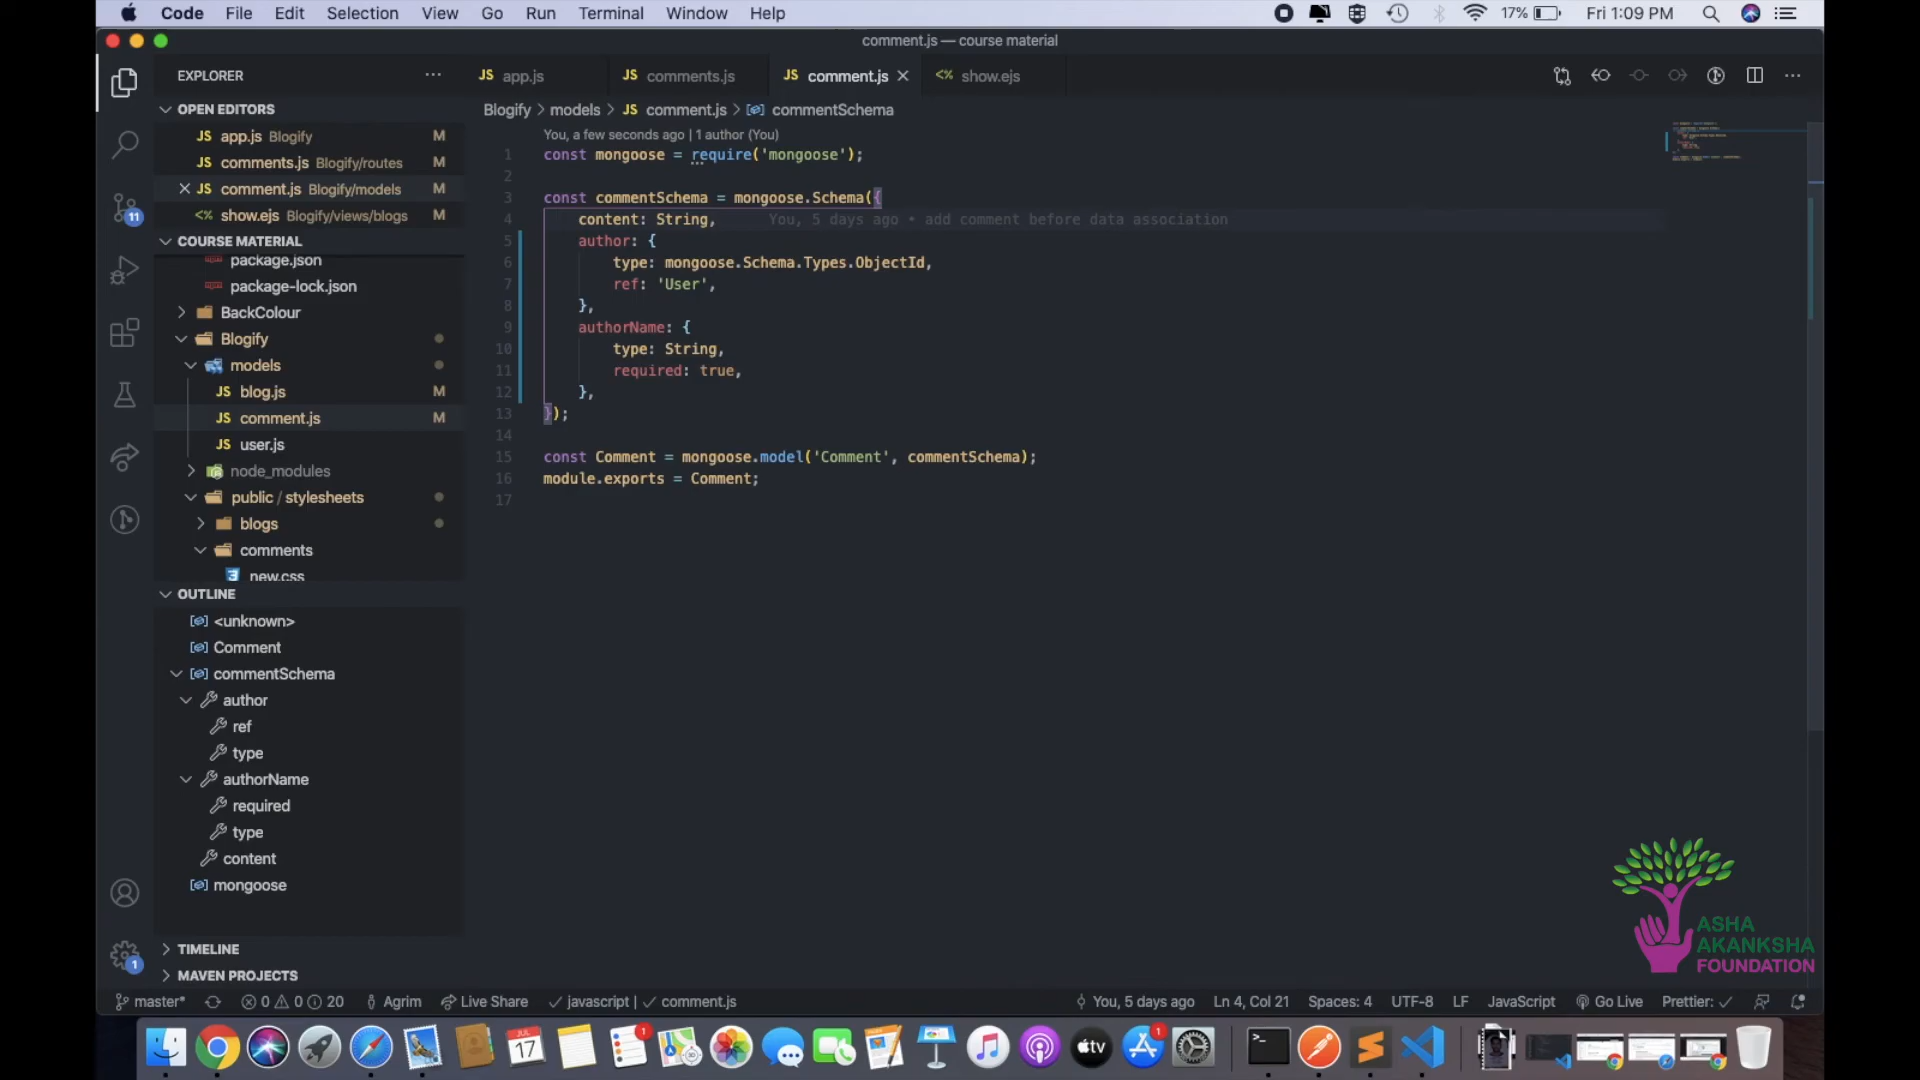 Code File Edit Selection View Go Run Terminal Window Help 17% Fri 1:09 PM
comment.js — course material
EXPLORER
JS app.js
JS comments.js
JS comment.js
<% show.ejs
OPEN EDITORS
JS app.js Blogify M
JS comments.js Blogify/routes M
JS comment.js Blogify/models M
<% show.ejs Blogify/views/blogs M
COURSE MATERIAL
package.json
package-lock.json
BackColour
Blogify
models
JS blog.js M
JS comment.js M
JS user.js
node_modules
public / stylesheets
blogs
comments
new.css
OUTLINE
<unknown>
Comment
commentSchema
author
ref
type
authorName
required
type
content
mongoose
TIMELINE
MAVEN PROJECTS
11
1
Blogify > models > JS comment.js > commentSchema
You, a few seconds ago | 1 author (You)
1 const mongoose = require('mongoose');
2
3 const commentSchema = mongoose.Schema({
4 content: String, You, 5 days ago • add comment before data association
5 author: {
6 type: mongoose.Schema.Types.ObjectId,
7 ref: 'User',
8 },
9 authorName: {
10 type: String,
11 required: true,
12 },
13 });
14
15 const Comment = mongoose.model('Comment', commentSchema);
16 module.exports = Comment;
17
ASHA
AKANKSHA
FOUNDATION
master* 0 0 20 Agrim Live Share javascript | comment.js You, 5 days ago Ln 4, Col 21 Spaces: 4 UTF-8 LF JavaScript Go Live Prettier:
JUL
17
1
tv
1